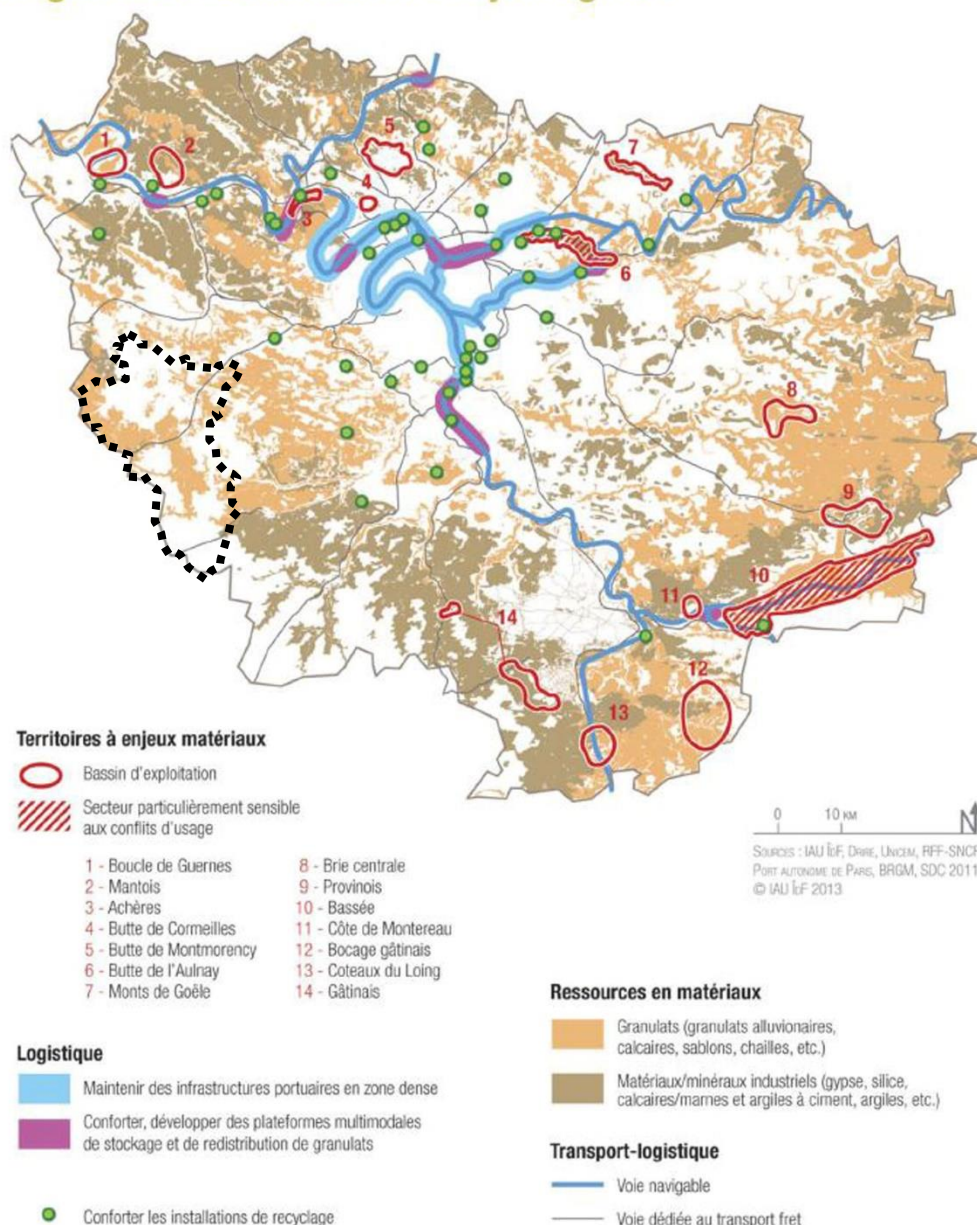 1
2
3
4
5
6
7
8
9
10
11
12
13
14
Territoires à enjeux matériaux
Bassin d'exploitation
Secteur particulièrement sensible
aux conflits d'usage
1 - Boucle de Guernes
2 - Mantois
3 - Achères
4 - Butte de Cormeilles
5 - Butte de Montmorency
6 - Butte de l'Aulnay
7 - Monts de Goële
8 - Brie centrale
9 - Provinois
10 - Bassée
11 - Côte de Montereau
12 - Bocage gâtinais
13 - Coteaux du Loing
14 - Gâtinais
0 10 KM
N
SOURCES : IAU ÎDF, DRIRE, UNICEM, RFF-SNCF
PORT AUTONOME DE PARIS, BRGM, SDC 2011
© IAU ÎDF 2013
Logistique
Maintenir des infrastructures portuaires en zone dense
Conforter, développer des plateformes multimodales
de stockage et de redistribution de granulats
Conforter les installations de recyclage
Ressources en matériaux
Granulats (granulats alluvionaires,
calcaires, sablons, chailles, etc.)
Matériaux/minéraux industriels (gypse, silice,
calcaires/marnes et argiles à ciment, argiles, etc.)
Transport-logistique
Voie navigable
Voie dédiée au transport fret